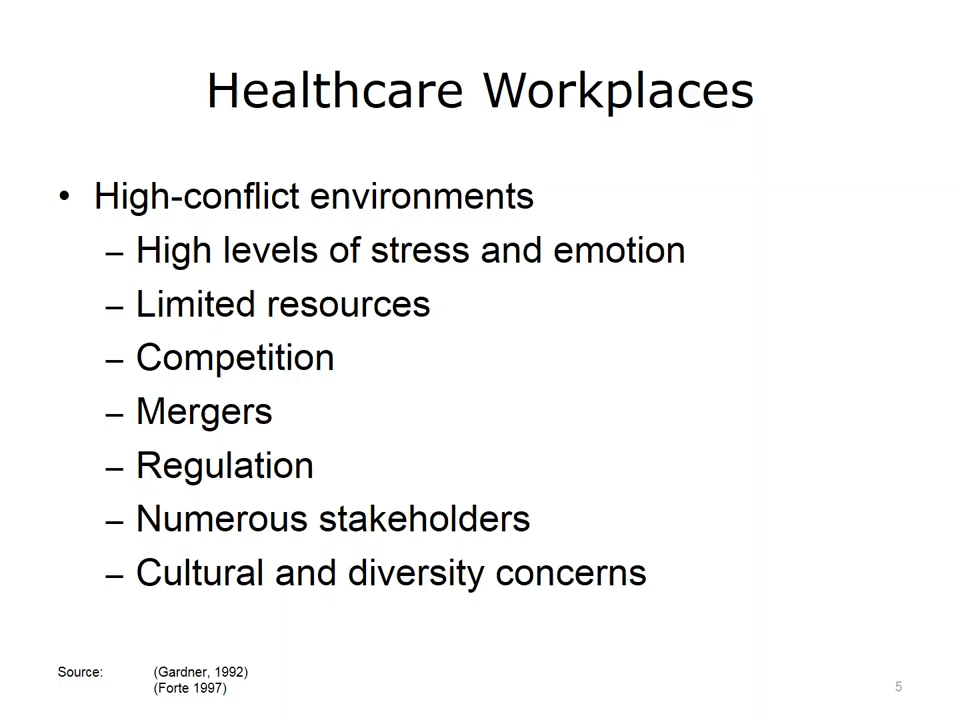 Healthcare Workplaces
• High-conflict environments
– High levels of stress and emotion
– Limited resources
– Competition
– Mergers
– Regulation
– Numerous stakeholders
– Cultural and diversity concerns
Source: (Gardner, 1992)
(Forte 1997)
5